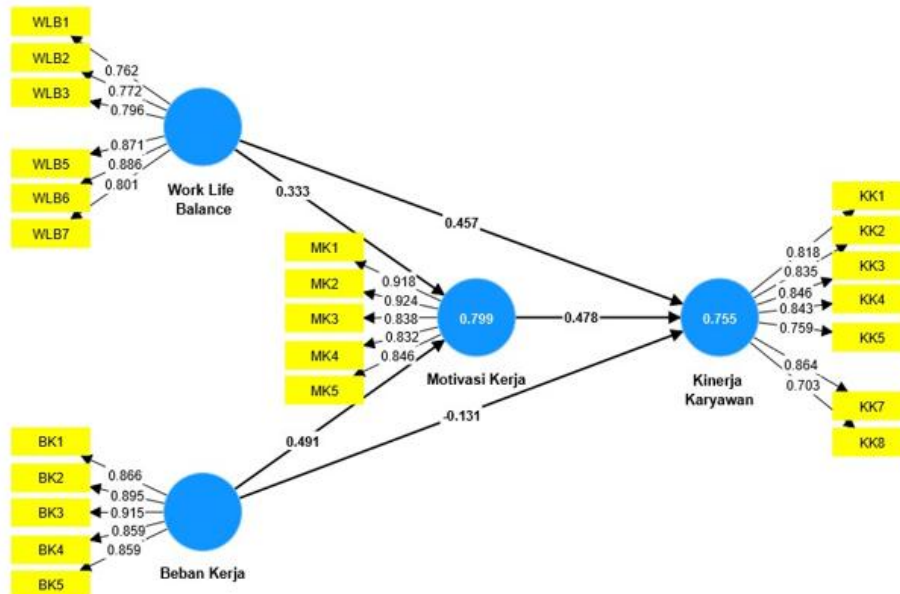 WLB1
WLB2
WLB3
WLB5
WLB6
WLB7
0.762
0.772
0.796
0.871
0.886
0.801
Work Life
Balance
0.333
0.457
MK1
MK2
MK3
MK4
MK5
0.918
0.924
0.838
0.832
0.846
0.799
Motivasi Kerja
0.478
0.755
Kinerja
Karyawan
KK1
KK2
KK3
KK4
KK5
KK7
KK8
0.818
0.835
0.846
0.843
0.759
0.864
0.703
0.491
-0.131
BK1
BK2
BK3
BK4
BK5
0.866
0.895
0.915
0.859
0.859
Beban Kerja